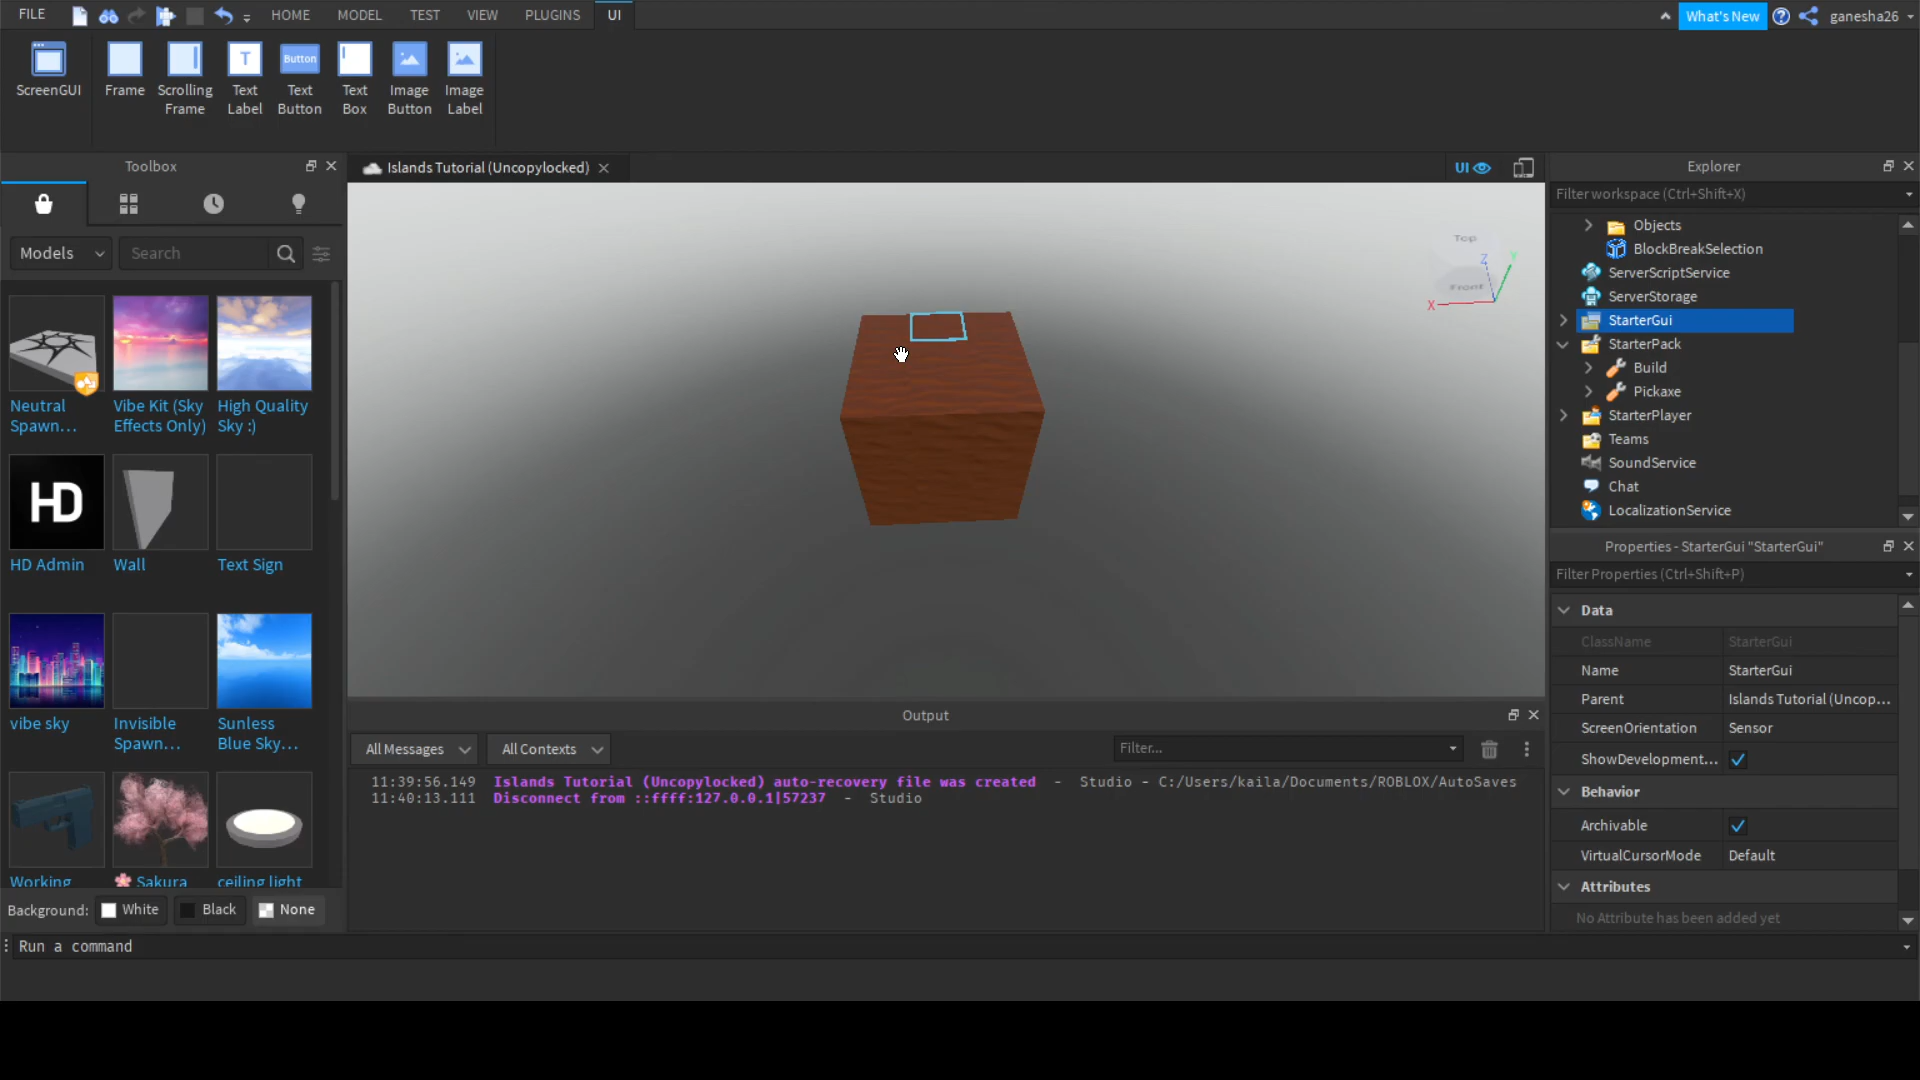 FILE
HOME
MODEL
TEST
VIEW
PLUGINS
UI
What's New
ganesha26
ScreenGUI
Frame
Scrolling
Frame
T
Text
Label
Button
Text
Button
Text
Box
Image
Button
Image
Label
Toolbox
Models
Search
Neutral
Spawn...
Vibe Kit (Sky
Effects Only)
High Quality
Sky :)
HD
HD Admin
Wall
Text Sign
vibe sky
Invisible
Spawn...
Sunless
Blue Sky...
Working
Sakura
ceiling light
Background:
White
Black
None
Run a command
Islands Tutorial (Uncopylocked)
UI
Top
Front
X
Y
Z
Output
All Messages
All Contexts
Filter...
11:39:56.149 Islands Tutorial (Uncopylocked) auto-recovery file was created - Studio - C:/Users/kaila/Documents/ROBLOX/AutoSaves
11:40:13.111 Disconnect from ::ffff:127.0.0.1|57237 - Studio
Explorer
Filter workspace (Ctrl+Shift+X)
Objects
BlockBreakSelection
ServerScriptService
ServerStorage
StarterGui
StarterPack
Build
Pickaxe
StarterPlayer
Teams
SoundService
Chat
LocalizationService
Properties - StarterGui "StarterGui"
Filter Properties (Ctrl+Shift+P)
Data
ClassName StarterGui
Name StarterGui
Parent Islands Tutorial (Uncop...
ScreenOrientation Sensor
ShowDevelopment...
Behavior
Archivable
VirtualCursorMode Default
Attributes
No Attribute has been added yet